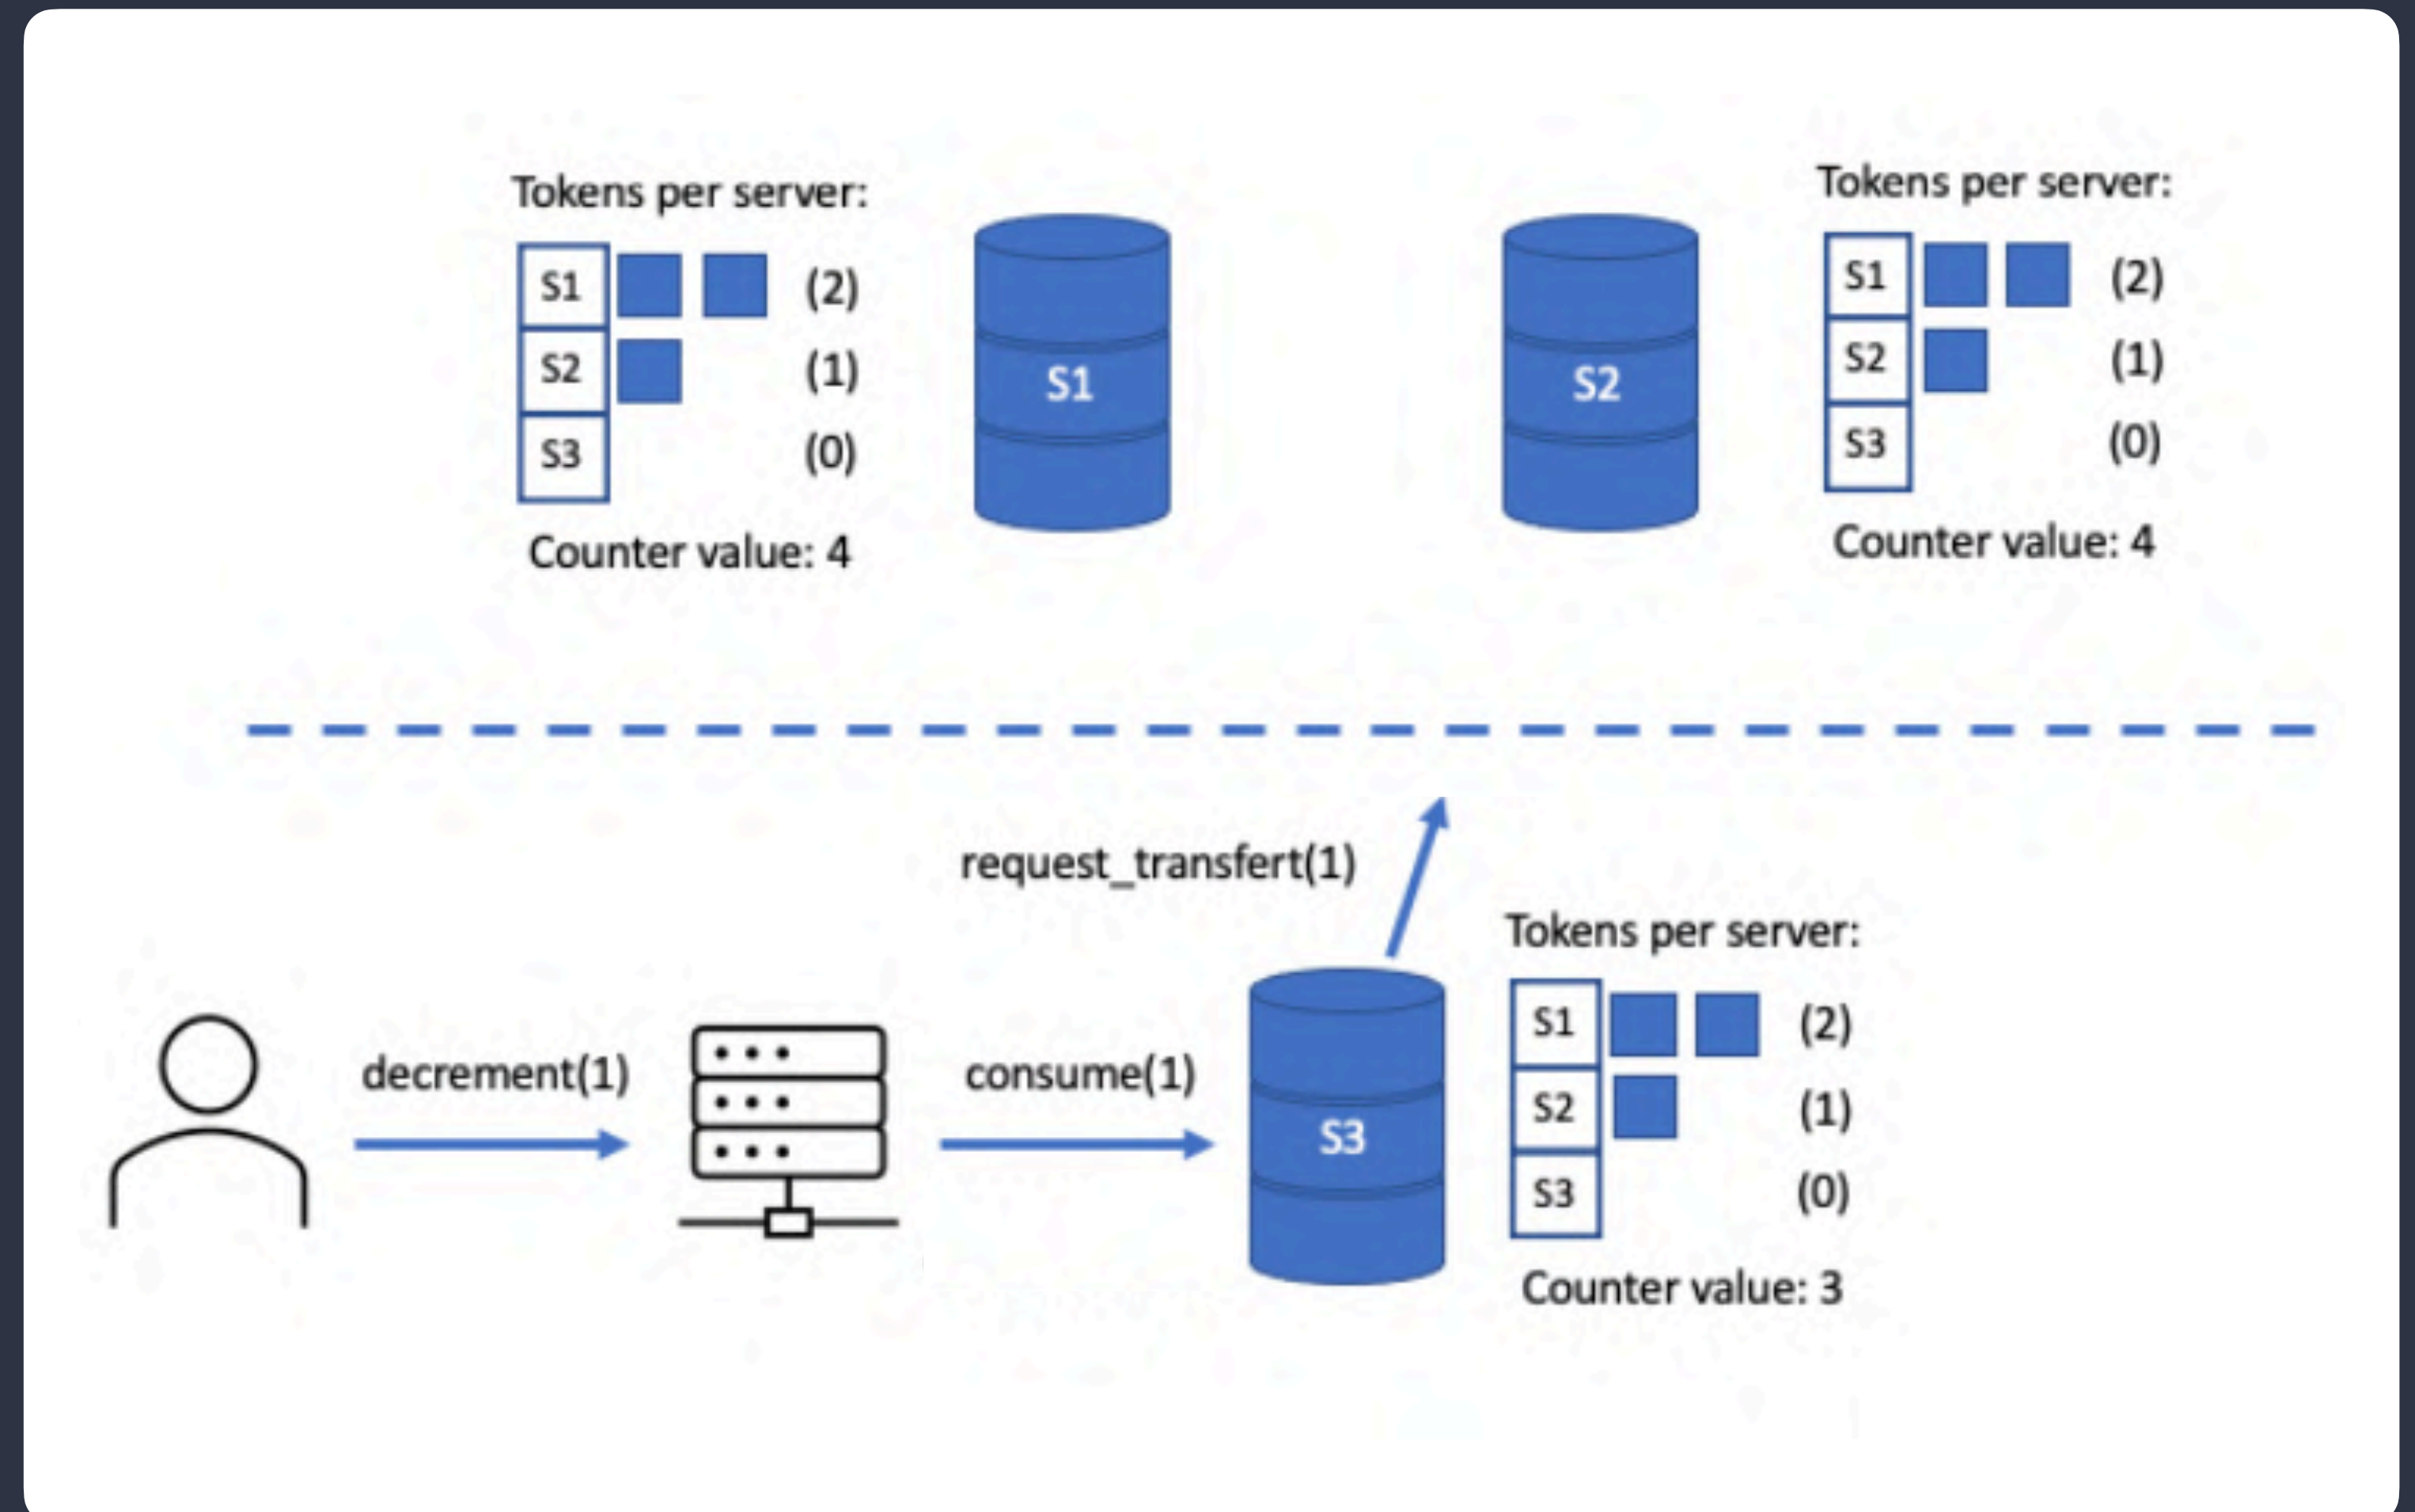 Tokens per server:
S1 (2)
S2 (1)
S3 (0)
Counter value: 4
S1
S2
Tokens per server:
S1 (2)
S2 (1)
S3 (0)
Counter value: 4
request_transfert(1)
decrement(1)
consume(1)
S3
Tokens per server:
S1 (2)
S2 (1)
S3 (0)
Counter value: 3